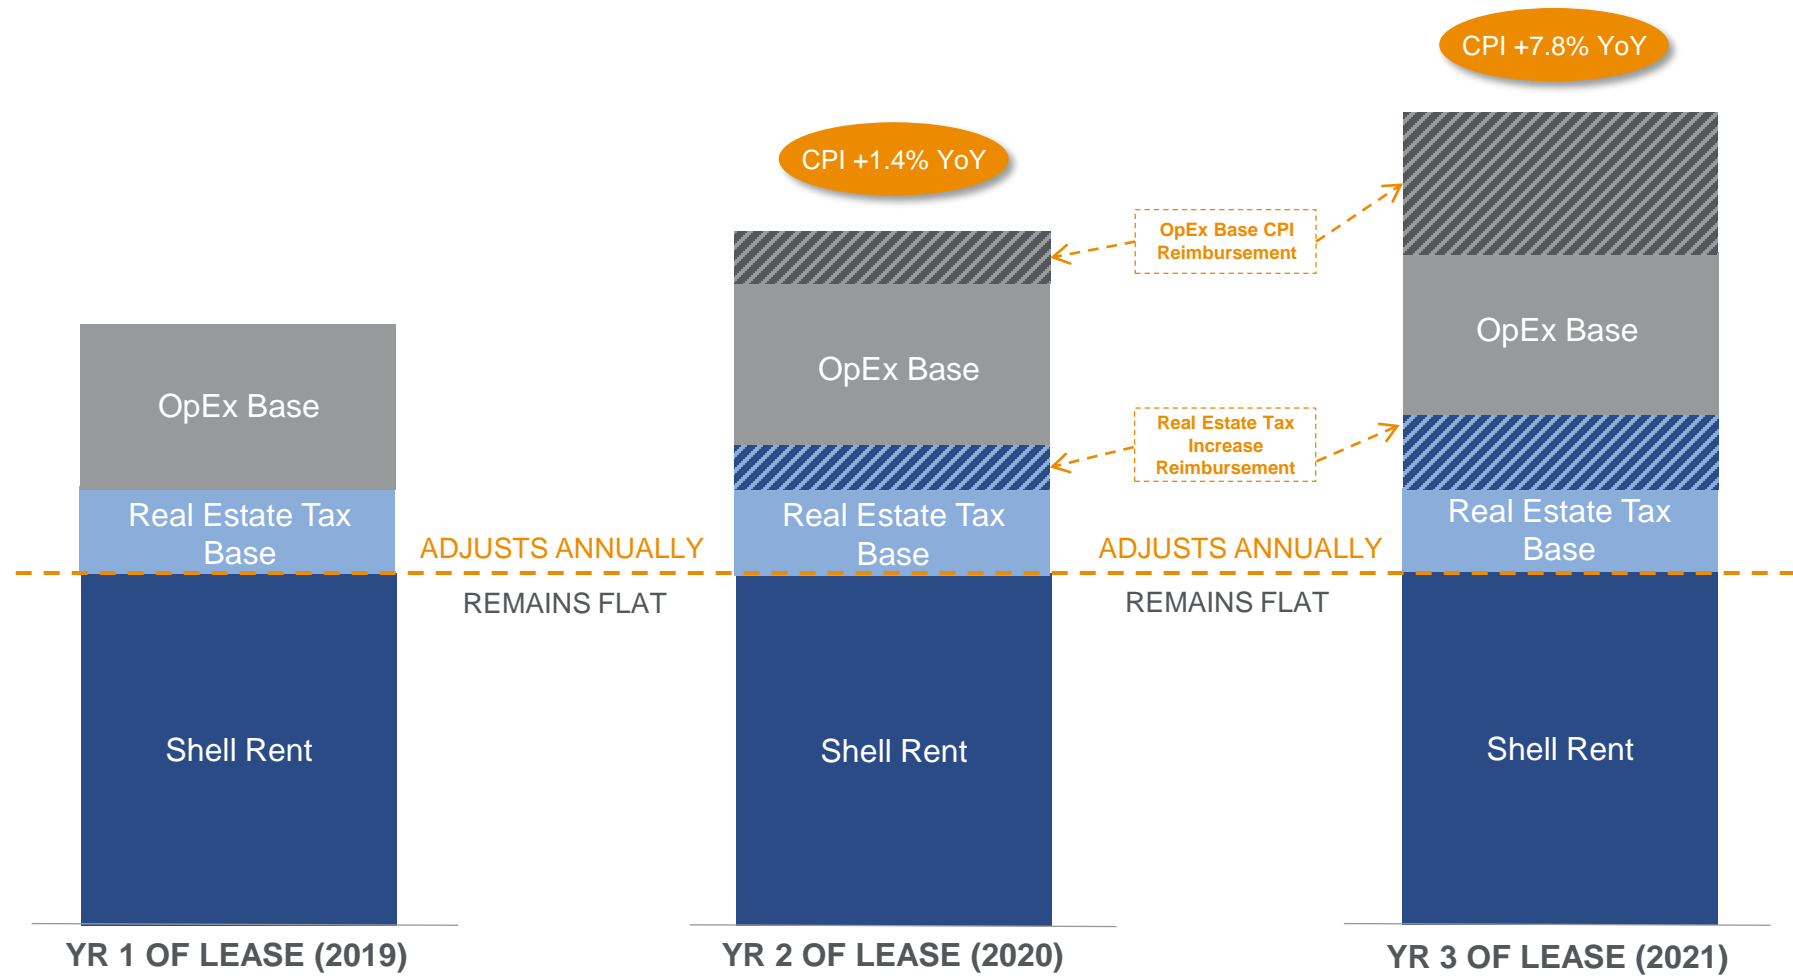 CPI +7.8% YoY
CPI +1.4% YoY
OpEx Base CPI
Reimbursement
OpEx Base
OpEx Base
OpEx Base
Real Estate Tax
Increase
Reimbursement
Real Estate Tax
Base
Real Estate Tax
Base
Real Estate Tax
Base
ADJUSTS ANNUALLY
ADJUSTS ANNUALLY
REMAINS FLAT
REMAINS FLAT
Shell Rent
Shell Rent
Shell Rent
YR 1 OF LEASE (2019)
YR 2 OF LEASE (2020)
YR 3 OF LEASE (2021)